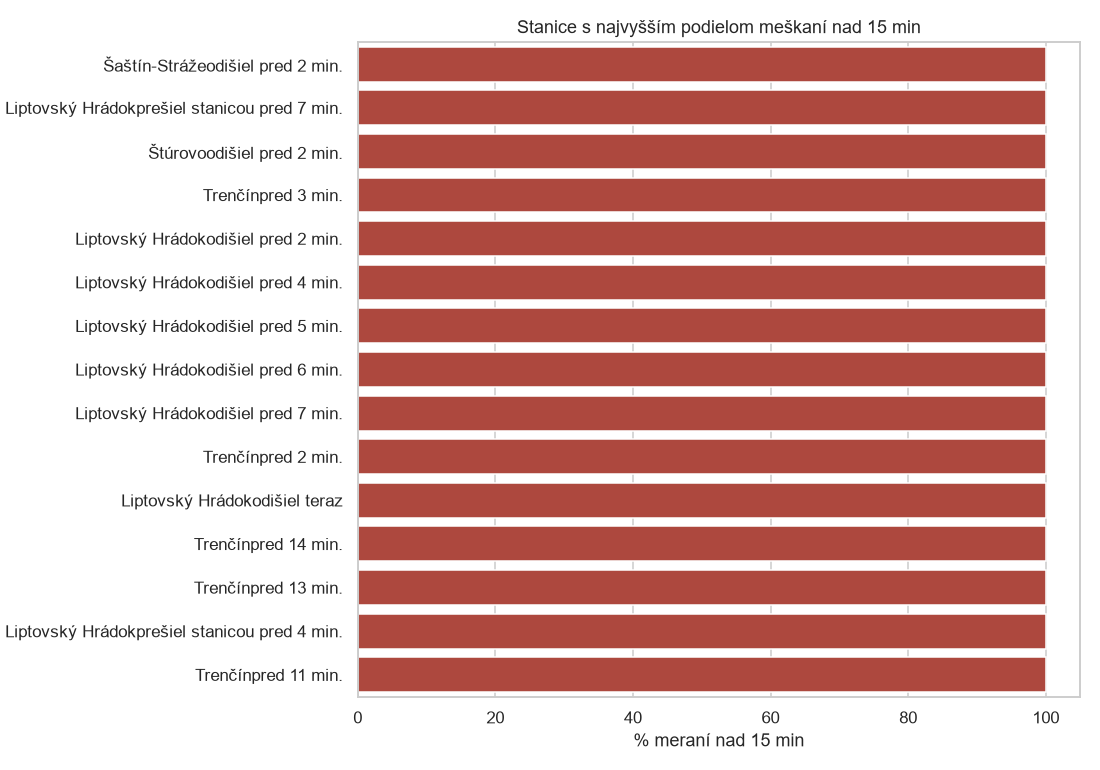 Stanice s najvyšším podielom meškaní nad 15 min
Šaštín-Strážeodišiel pred 2 min.
Liptovský Hrádokprešiel stanicou pred 7 min.
Štúrovoodišiel pred 2 min.
Trenčínpred 3 min.
Liptovský Hrádokodišiel pred 2 min.
Liptovský Hrádokodišiel pred 4 min.
Liptovský Hrádokodišiel pred 5 min.
Liptovský Hrádokodišiel pred 6 min.
Liptovský Hrádokodišiel pred 7 min.
Trenčínpred 2 min.
Liptovský Hrádokodišiel teraz
Trenčínpred 14 min.
Trenčínpred 13 min.
Liptovský Hrádokprešiel stanicou pred 4 min.
Trenčínpred 11 min.
0 20 40 60 80 100
% meraní nad 15 min